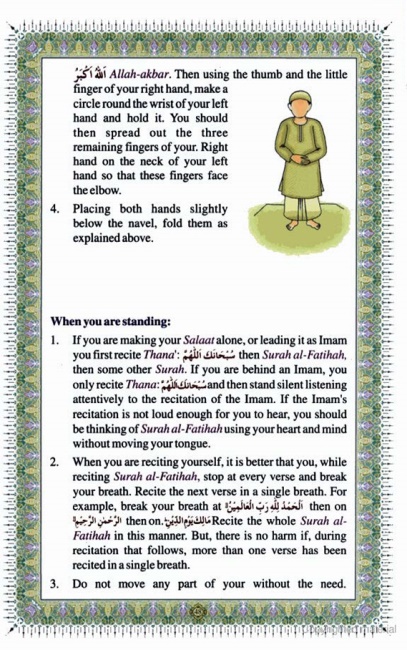 اَللّٰهُ اَكْبَرُ Allah-akbar. Then using the thumb and the little
finger of your right hand, make a
circle round the wrist of your left
hand and hold it. You should
then spread out the three
remaining fingers of your. Right
hand on the neck of your left
hand so that these fingers face
the elbow.
4. Placing both hands slightly
below the navel, fold them as
explained above.
When you are standing:
1. If you are making your Salaat alone, or leading it as Imam
you first recite Thana': سُبْحَانَكَ اللّٰهُمَّ then Surah al-Fatihah,
then some other Surah. If you are behind an Imam, you
only recite Thana: سُبْحَانَكَ اللّٰهُمَّ and then stand silent listening
attentively to the recitation of the Imam. If the Imam's
recitation is not loud enough for you to hear, you should
be thinking of Surah al-Fatihah using your heart and mind
without moving your tongue.
2. When you are reciting yourself, it is better that you, while
reciting Surah al-Fatihah, stop at every verse and break
your breath. Recite the next verse in a single breath. For
example, break your breath at اَلْحَمْدُ لِلّٰهِ رَبِّ الْعَالَمِيْنَ then on
الرَّحْمٰنِ الرَّحِيْمِ then on. مَالِكِ يَوْمِ الدِّيْنِ Recite the whole Surah al-
Fatihah in this manner. But, there is no harm if, during
recitation that follows, more than one verse has been
recited in a single breath.
3. Do not move any part of your without the need.
material